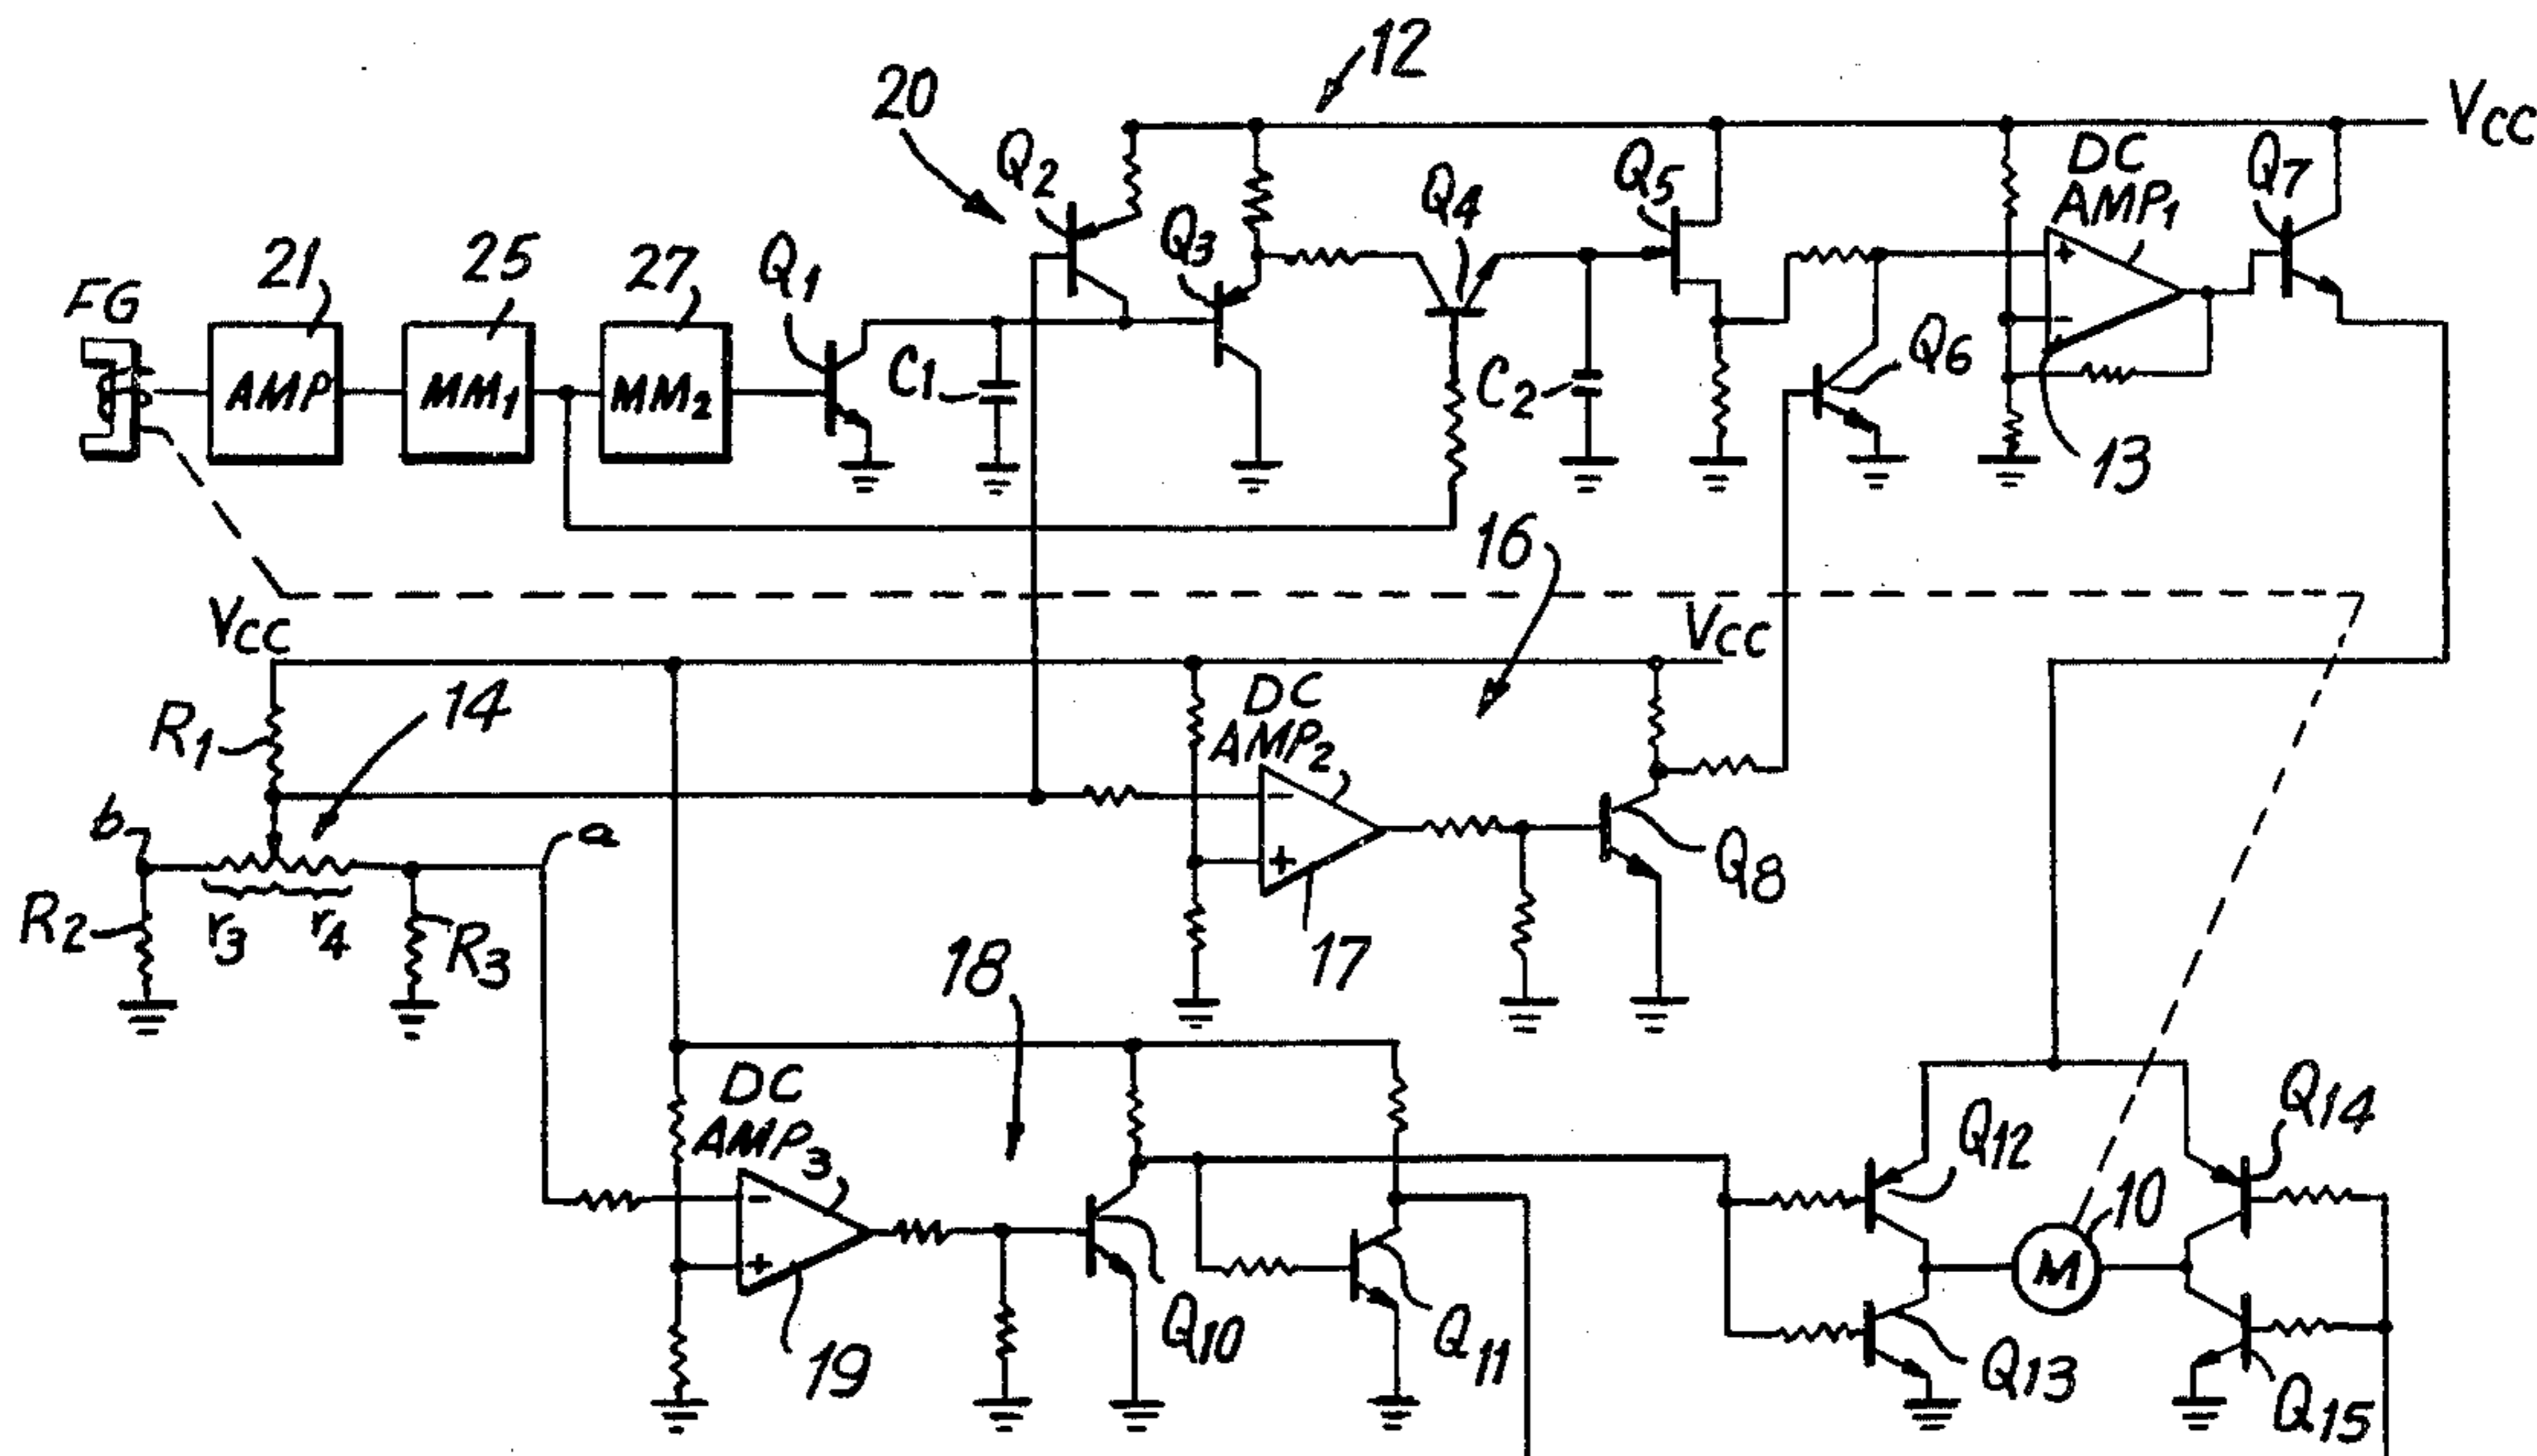 12
20
VCC
Q2
Q5
DC
AMP1
Q7
Q4
Q3
FG
21
25
27
Q1
AMP
MM1
MM2
+
-
C1
C2
Q6
13
16
VCC
VCC
R1
14
DC
AMP2
-
+
b
a
Q8
R2
r3
r4
R3
17
18
DC
AMP3
-
+
19
Q10
Q11
Q12
Q14
10
M
Q13
Q15